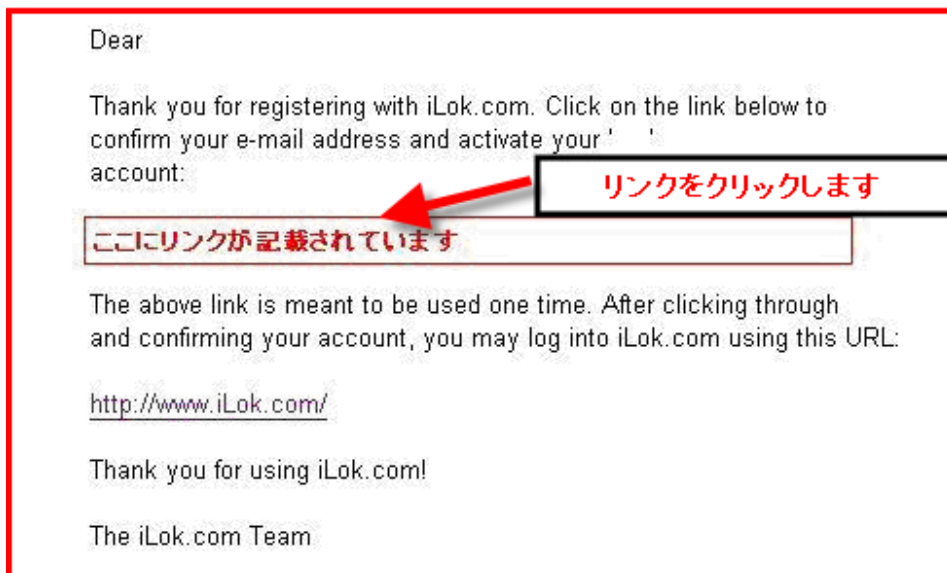 Dear
Thank you for registering with iLok.com. Click on the link below to
confirm your e-mail address and activate your ' '
account:
リンクをクリックします
ここにリンクが記載されています
The above link is meant to be used one time. After clicking through
and confirming your account, you may log into iLok.com using this URL:
http://www.iLok.com/
Thank you for using iLok.com!
The iLok.com Team